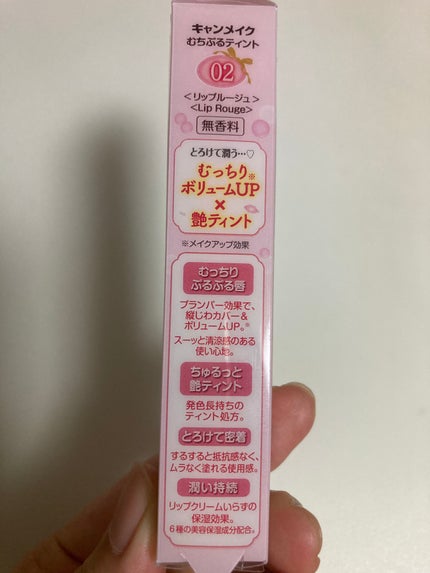 キャンメイク
むちぷるティント
02
＜リップルージュ＞
＜Lip Rouge＞
無香料
とろけて潤う…♡
むっちり※
ボリュームUP
×
艶ティント
※メイクアップ効果
むっちり
ぷるぷる唇
プランパー効果で、
縦じわカバー＆
ボリュームUP。※
スーッと清涼感のある
使い心地。
ちゅるっと
艶ティント
発色長持ちの
ティント処方。
とろけて密着
するすると抵抗感なく、
ムラなく塗れる使用感。
潤い持続
リップクリームいらずの
保湿効果。
6種の美容保湿成分配合。